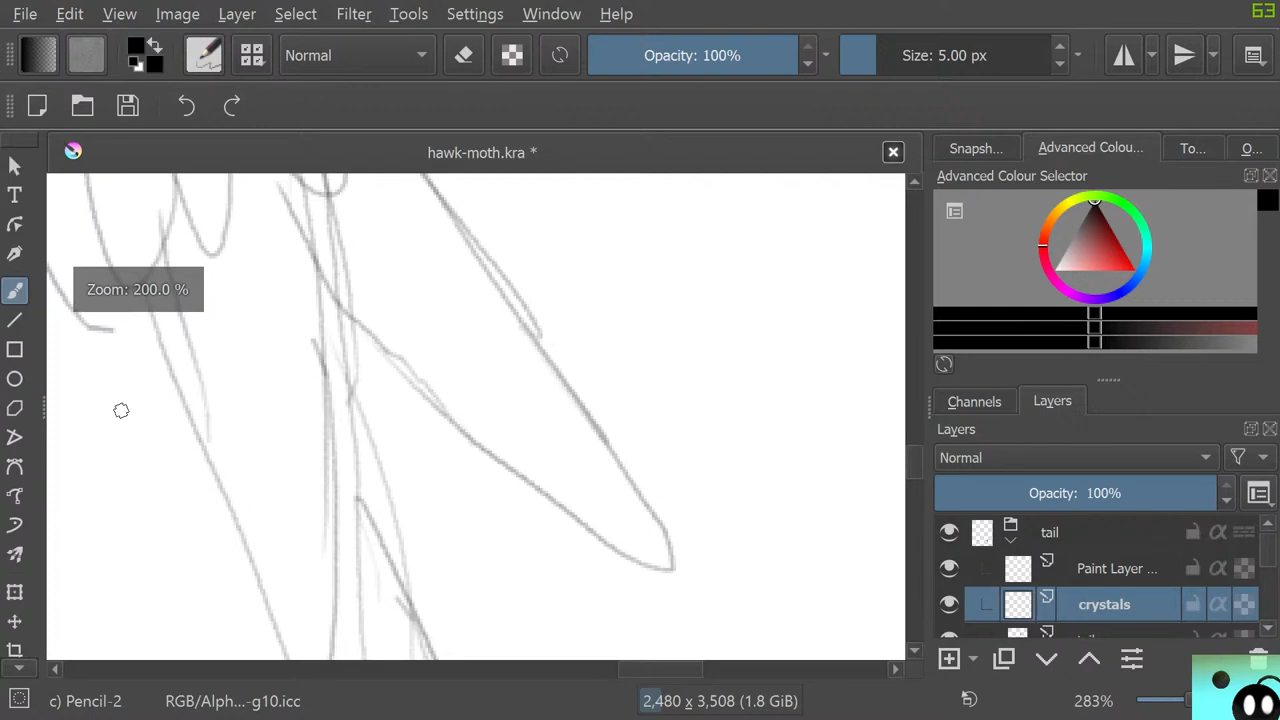 File Edit View Image Layer Select Filter Tools Settings Window Help
63
Normal
Opacity: 100%
Size: 5.00 px
hawk-moth.kra *
Snapsh... Advanced Colou... To... O...
Advanced Colour Selector
Zoom: 200.0 %
Channels Layers
Layers
Normal
Opacity: 100%
tail
Paint Layer ...
crystals
c) Pencil-2
RGB/Alph...-g10.icc
2,480 x 3,508 (1.8 GiB)
283%